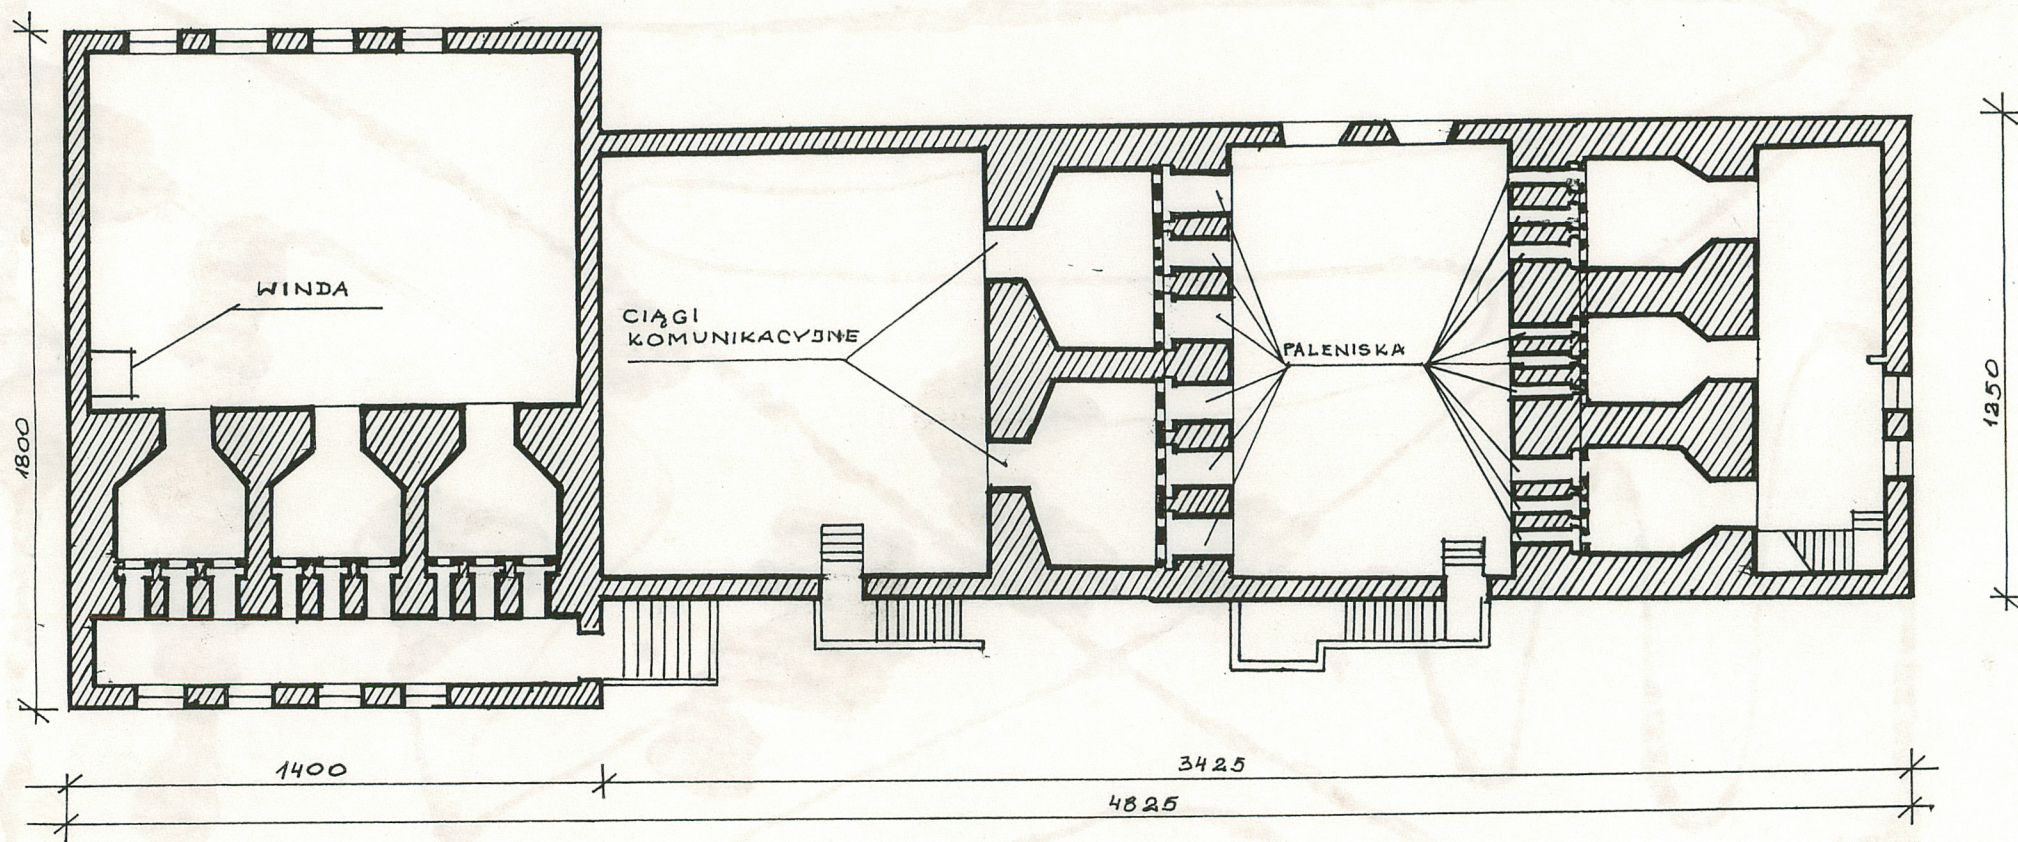 WINDA
CIĄGI
KOMUNIKACYJNE
PALENISKA
1800
1250
1400
3425
4825